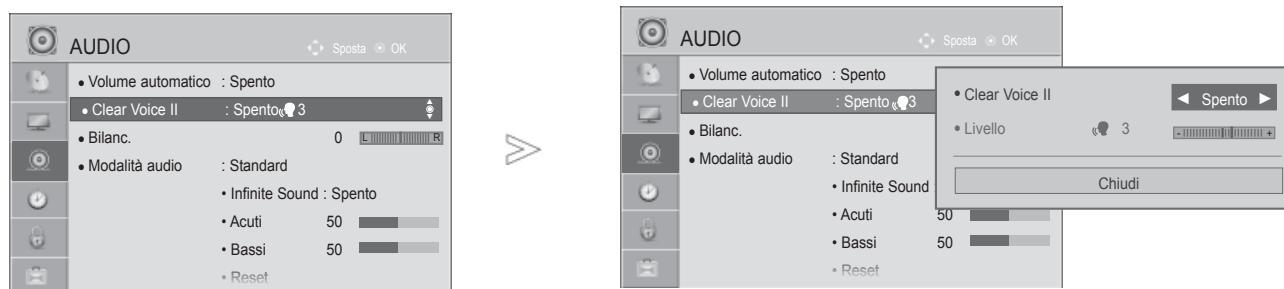 AUDIO
Sposta OK
• Volume automatico : Spento
• Clear Voice II : Spento 3
• Bilanc. 0 L R
• Modalità audio : Standard
• Infinite Sound : Spento
• Acuti 50
• Bassi 50
• Reset
AUDIO
Sposta OK
• Volume automatico : Spento
• Clear Voice II : Spento 3
• Bilanc.
• Modalità audio : Standard
• Infinite Sound :
• Acuti 50
• Bassi 50
• Reset
• Clear Voice II ◄ Spento ►
• Livello 3 - +
Chiudi